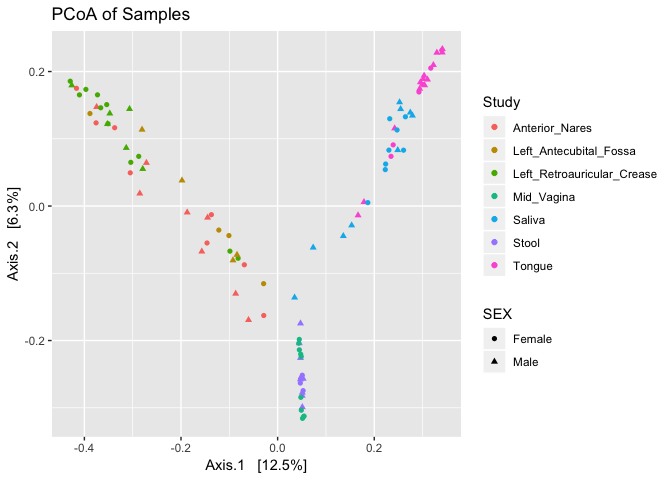 PCoA of Samples
0.2
0.0
-0.2
Axis.2 [6.3%]
-0.4
-0.2
0.0
0.2
Axis.1 [12.5%]
Study
Anterior_Nares
Left_Antecubital_Fossa
Left_Retroauricular_Crease
Mid_Vagina
Saliva
Stool
Tongue
SEX
Female
Male